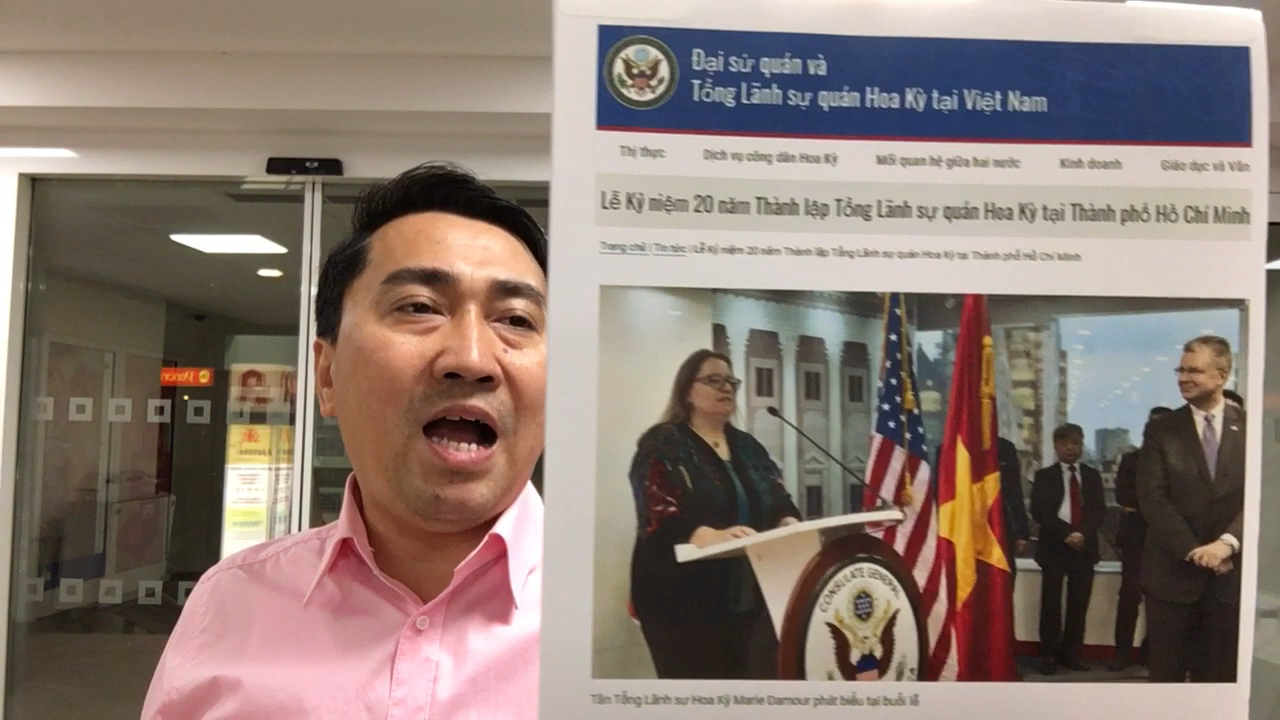 Đại sứ quán và
Tổng Lãnh sự quán Hoa Kỳ tại Việt Nam
Thị thực Dịch vụ công dân Hoa Kỳ Mối quan hệ giữa hai nước Kinh doanh Giáo dục và Văn
Lễ Kỷ niệm 20 năm Thành lập Tổng Lãnh sự quán Hoa Kỳ tại Thành phố Hồ Chí Minh
Trang chủ | Tin tức | Lễ Kỷ niệm 20 năm Thành lập Tổng Lãnh sự quán Hoa Kỳ tại Thành phố Hồ Chí Minh
CONSULATE GENERAL
Tân Tổng Lãnh sự Hoa Kỳ Marie Damour phát biểu tại buổi lễ